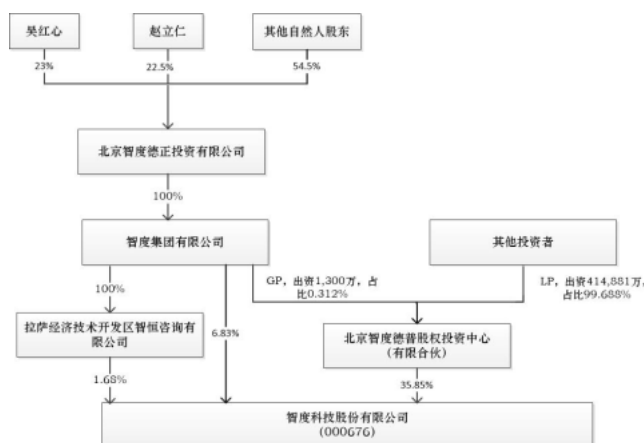 吴红心
赵立仁
其他自然人股东
23%
22.5%
54.5%
北京智度德正投资有限公司
100%
智度集团有限公司
其他投资者
GP，出资1,300万，占
比0.312%
LP，出资414,881万，
占比99.688%
100%
6.83%
拉萨经济技术开发区智恒咨询有
限公司
北京智度德普股权投资中心
(有限合伙)
1.68%
35.85%
智度科技股份有限公司
(000676)